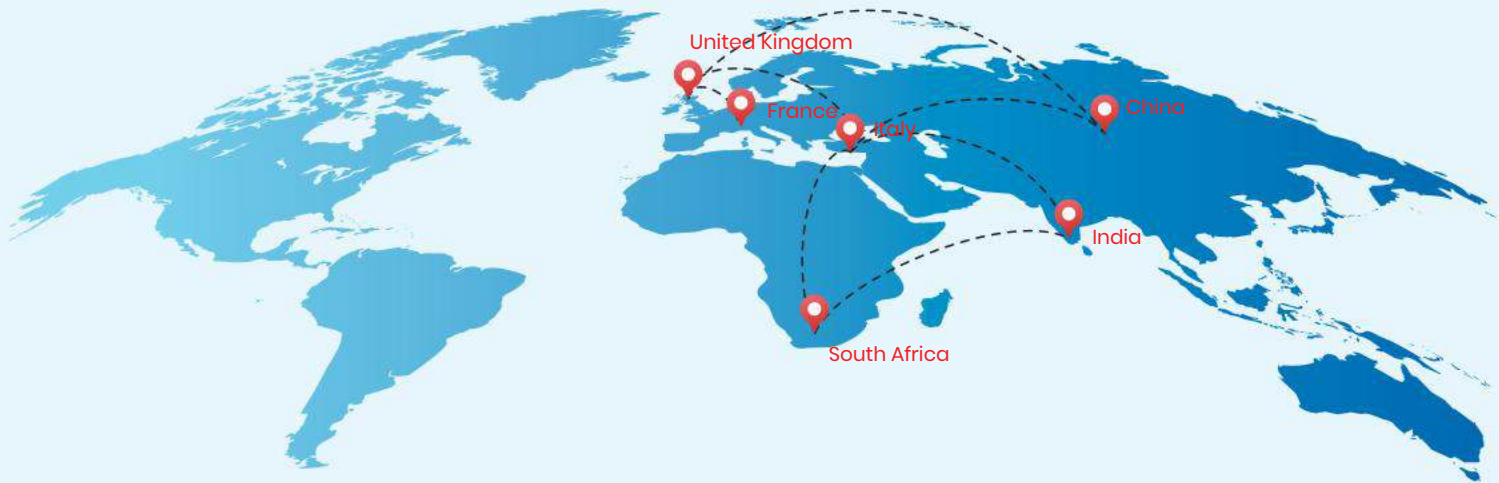 United Kingdom
France
Italy
China
India
South Africa